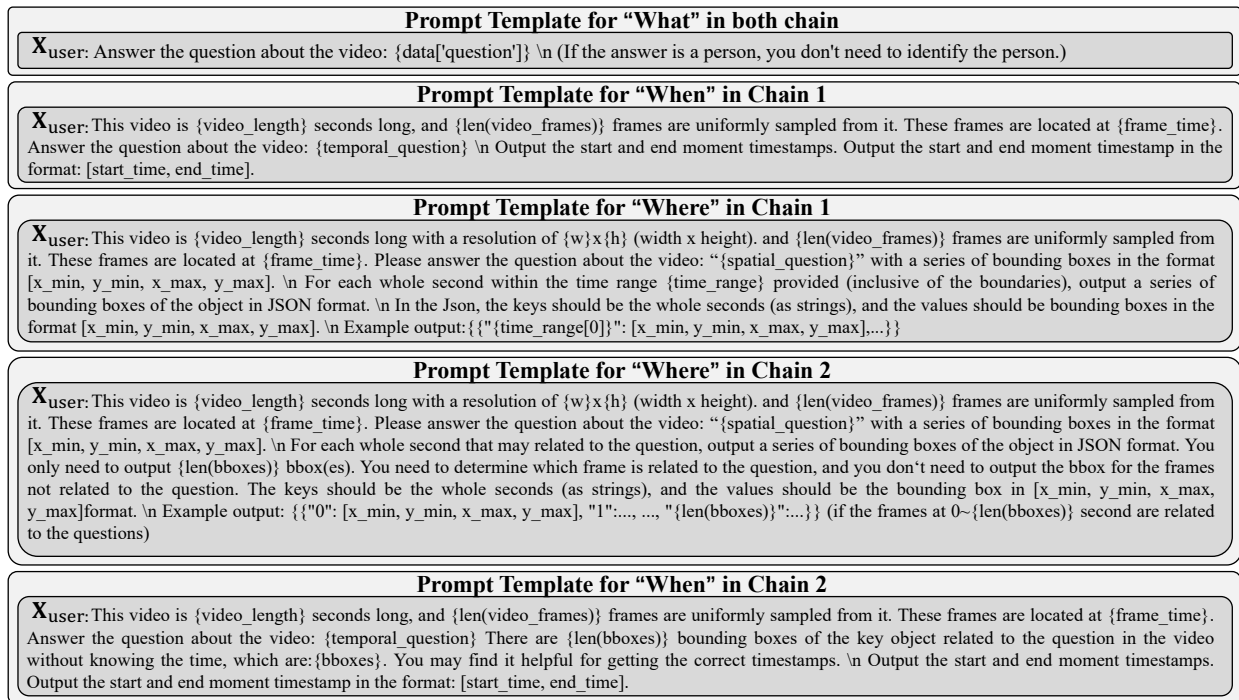 Prompt Template for “What” in both chain
Xuser: Answer the question about the video: {data['question']} \n (If the answer is a person, you don't need to identify the person.)
Prompt Template for “When” in Chain 1
Xuser: This video is {video_length} seconds long, and {len(video_frames)} frames are uniformly sampled from it. These frames are located at {frame_time}.
Answer the question about the video: {temporal_question} \n Output the start and end moment timestamps. Output the start and end moment timestamp in the
format: [start_time, end_time].
Prompt Template for “Where” in Chain 1
Xuser: This video is {video_length} seconds long with a resolution of {w}x{h} (width x height). and {len(video_frames)} frames are uniformly sampled from
it. These frames are located at {frame_time}. Please answer the question about the video: “{spatial_question}” with a series of bounding boxes in the format
[x_min, y_min, x_max, y_max]. \n For each whole second within the time range {time_range} provided (inclusive of the boundaries), output a series of
bounding boxes of the object in JSON format. \n In the Json, the keys should be the whole seconds (as strings), and the values should be bounding boxes in the
format [x_min, y_min, x_max, y_max]. \n Example output:{{"{time_range[0]}": [x_min, y_min, x_max, y_max],...}}
Prompt Template for “Where” in Chain 2
Xuser: This video is {video_length} seconds long with a resolution of {w}x{h} (width x height). and {len(video_frames)} frames are uniformly sampled from
it. These frames are located at {frame_time}. Please answer the question about the video: “{spatial_question}” with a series of bounding boxes in the format
[x_min, y_min, x_max, y_max]. \n For each whole second that may related to the question, output a series of bounding boxes of the object in JSON format. You
only need to output {len(bboxes)} bbox(es). You need to determine which frame is related to the question, and you don‘t need to output the bbox for the frames
not related to the question. The keys should be the whole seconds (as strings), and the values should be the bounding box in [x_min, y_min, x_max,
y_max]format. \n Example output: {{"0": [x_min, y_min, x_max, y_max], "1":..., ..., "{len(bboxes)}":...}} (if the frames at 0~{len(bboxes)} second are related
to the questions)
Prompt Template for “When” in Chain 2
Xuser: This video is {video_length} seconds long, and {len(video_frames)} frames are uniformly sampled from it. These frames are located at {frame_time}.
Answer the question about the video: {temporal_question} There are {len(bboxes)} bounding boxes of the key object related to the question in the video
without knowing the time, which are:{bboxes}. You may find it helpful for getting the correct timestamps. \n Output the start and end moment timestamps.
Output the start and end moment timestamp in the format: [start_time, end_time].